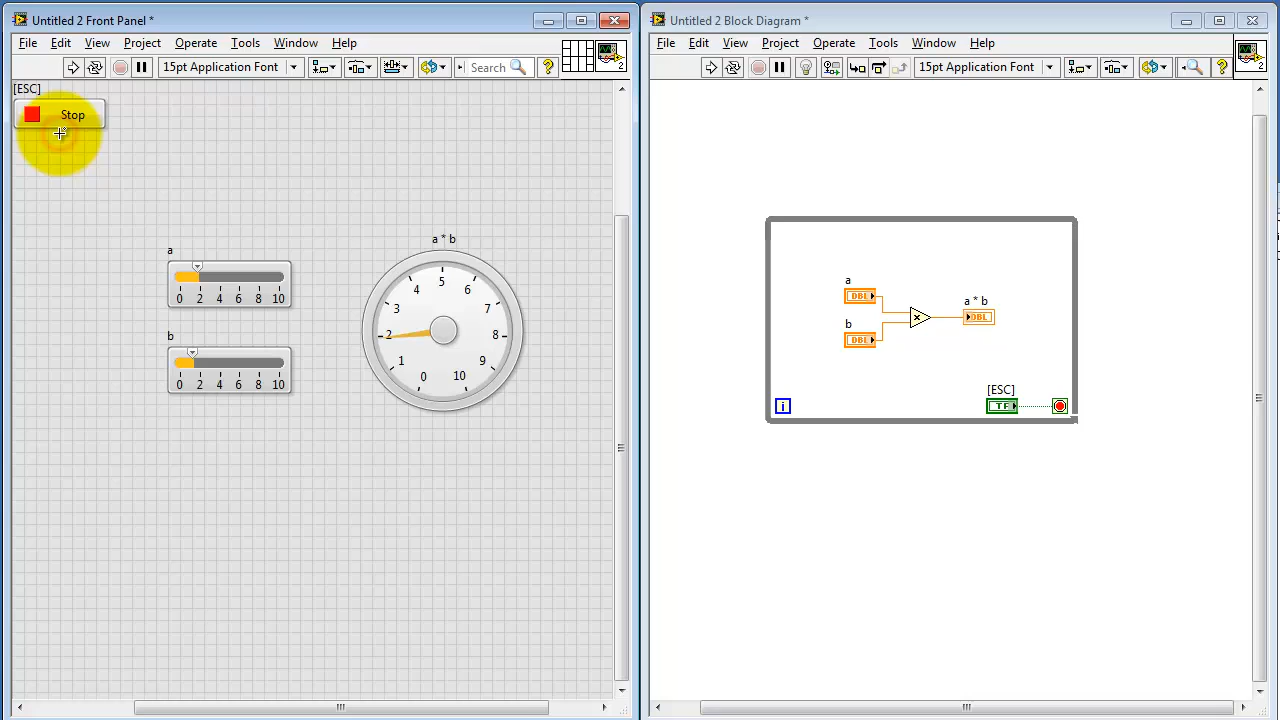 Untitled 2 Front Panel *
File Edit View Project Operate Tools Window Help
15pt Application Font
Search
?
2
[ESC]
Stop
a
0 2 4 6 8 10
b
0 2 4 6 8 10
a * b
0 1 2 3 4 5 6 7 8 9 10
Untitled 2 Block Diagram *
File Edit View Project Operate Tools Window Help
15pt Application Font
?
2
a
DBL
b
DBL
a * b
DBL
[ESC]
TF
i